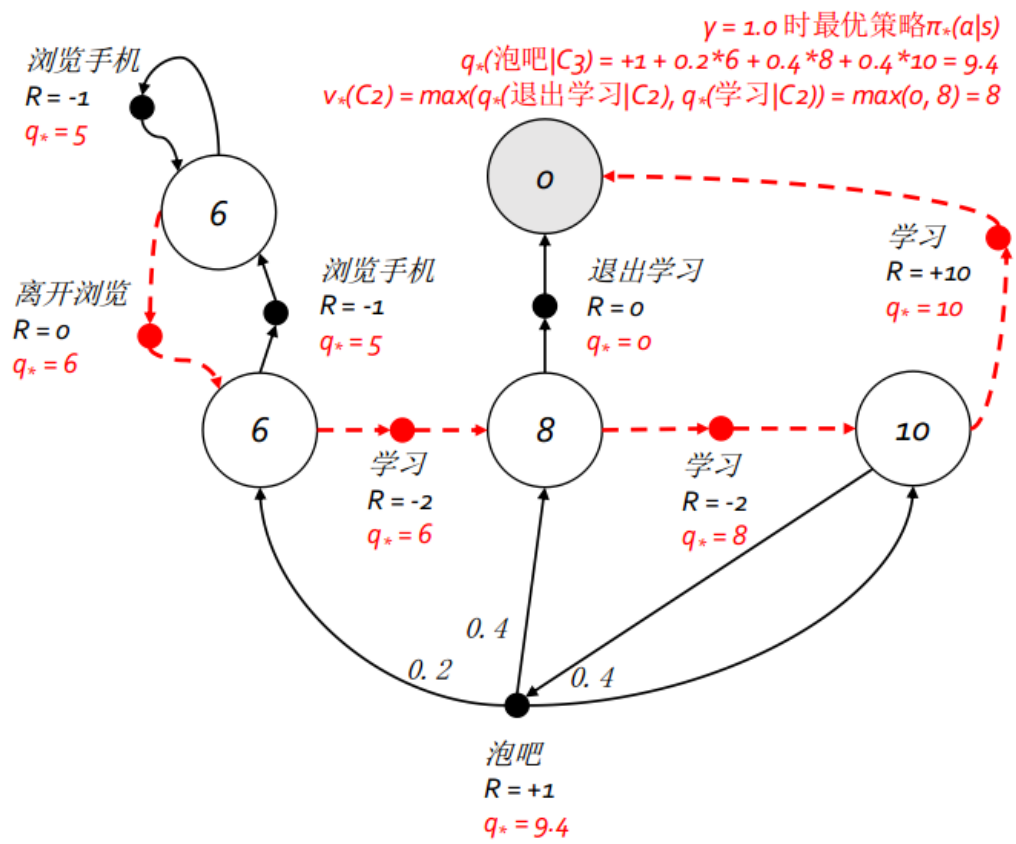 γ = 1.0 时最优策略π*(a|s)
q*(泡吧|C3) = +1 + 0.2*6 + 0.4*8 + 0.4*10 = 9.4
v*(C2) = max(q*(退出学习|C2), q*(学习|C2)) = max(0, 8) = 8
浏览手机
R = -1
q* = 5
6
0
学习
R = +10
q* = 10
浏览手机
R = -1
q* = 5
退出学习
R = 0
q* = 0
离开浏览
R = 0
q* = 6
6
8
10
学习
R = -2
q* = 6
学习
R = -2
q* = 8
0.4
0.2
0.4
泡吧
R = +1
q* = 9.4